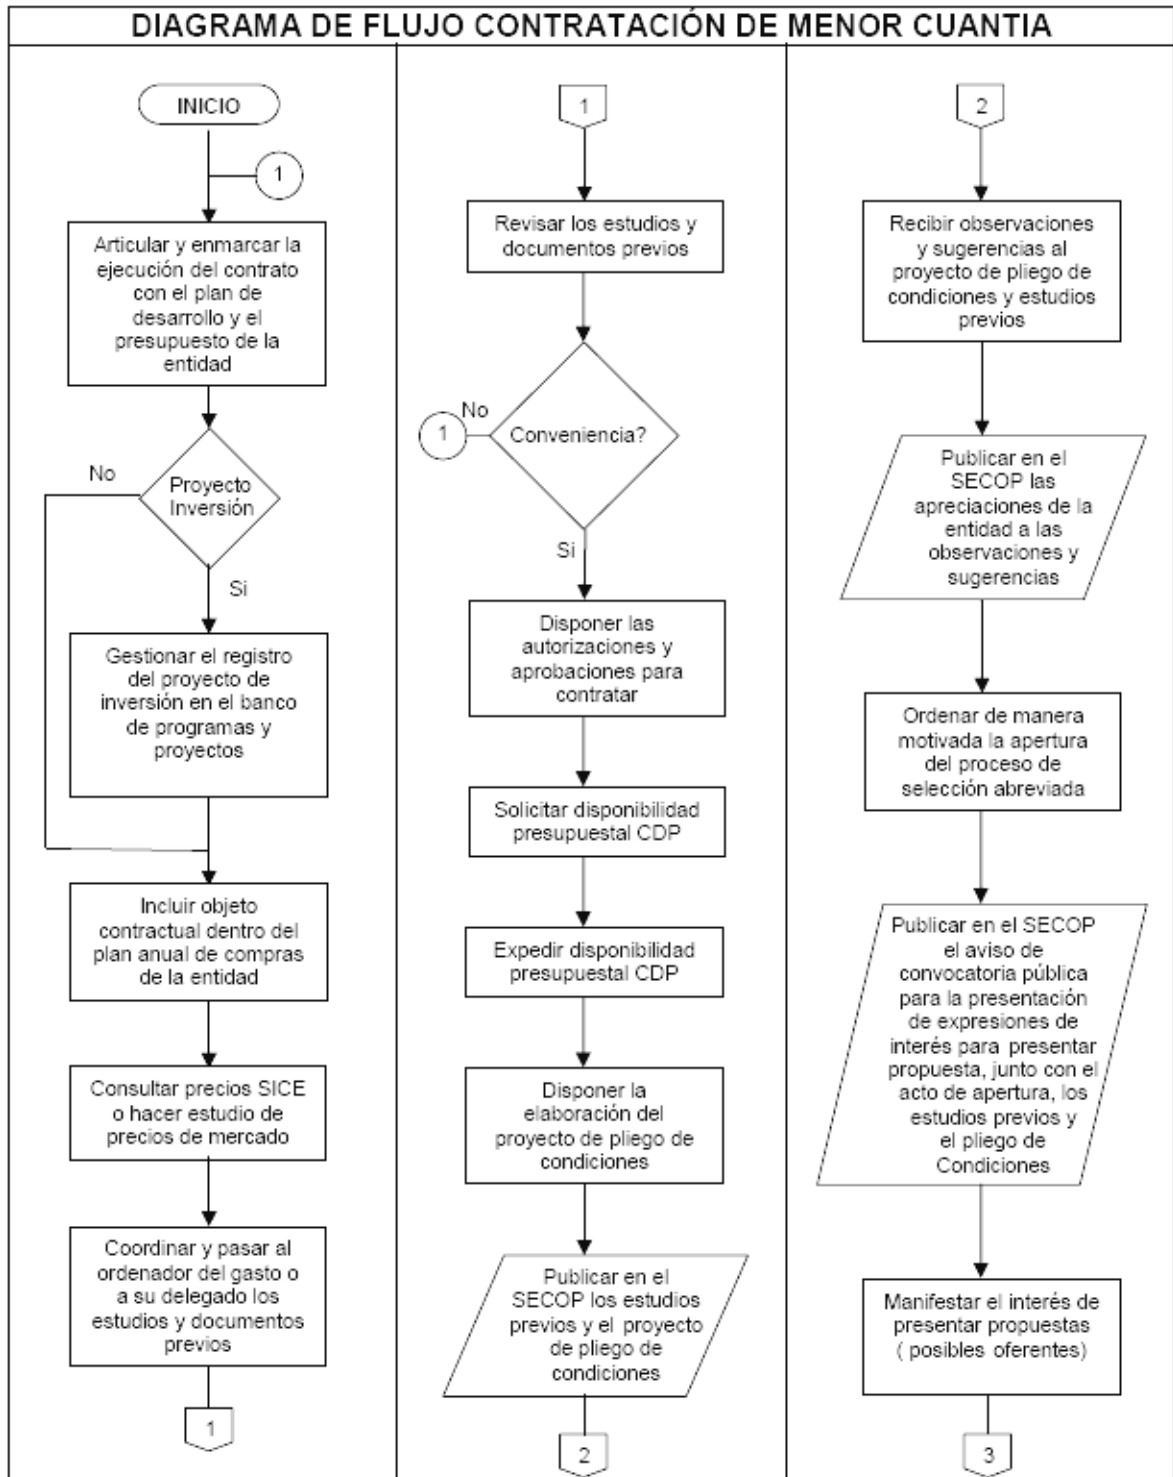 DIAGRAMA DE FLUJO CONTRATACIÓN DE MENOR CUANTIA
INICIO
1
Articular y enmarcar la
ejecución del contrato
con el plan de
desarrollo y el
presupuesto de la
entidad
No
Proyecto
Inversión
Si
Gestionar el registro
del proyecto de
inversión en el banco
de programas y
proyectos
Incluir objeto
contractual dentro del
plan anual de compras
de la entidad
Consultar precios SICE
o hacer estudio de
precios de mercado
Coordinar y pasar al
ordenador del gasto o
a su delegado los
estudios y documentos
previos
1
1
Revisar los estudios y
documentos previos
1
No
Conveniencia?
Si
Disponer las
autorizaciones y
aprobaciones para
contratar
Solicitar disponibilidad
presupuestal CDP
Expedir disponibilidad
presupuestal CDP
Disponer la
elaboración del
proyecto de pliego de
condiciones
Publicar en el
SECOP los estudios
previos y el proyecto
de pliego de
condiciones
2
2
Recibir observaciones
y sugerencias al
proyecto de pliego de
condiciones y estudios
previos
Publicar en el
SECOP las
apreciaciones de la
entidad a las
observaciones y
sugerencias
Ordenar de manera
motivada la apertura
del proceso de
selección abreviada
Publicar en el SECOP
el aviso de
convocatoria pública
para la presentación
de expresiones de
interés para presentar
propuesta, junto con el
acto de apertura, los
estudios previos y
el pliego de
Condiciones
Manifestar el interés de
presentar propuestas
( posibles oferentes)
3